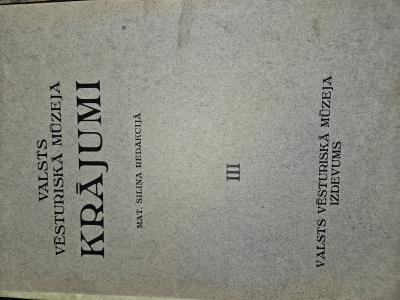 VALSTS
VĒSTURISKĀ MŪZEJA
KRĀJUMI
MAT. SILIŅA REDAKCIJĀ
III
VALSTS VĒSTURISKĀ MŪZEJA
IZDEVUMS